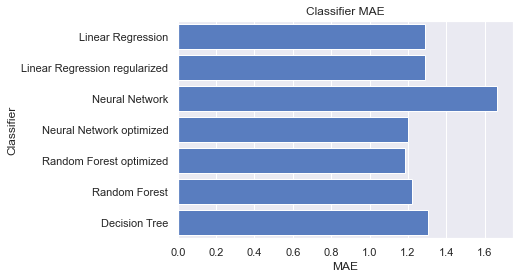 Classifier MAE
Linear Regression
Linear Regression regularized
Neural Network
Neural Network optimized
Random Forest optimized
Random Forest
Decision Tree
Classifier
0.0 0.2 0.4 0.6 0.8 1.0 1.2 1.4 1.6
MAE